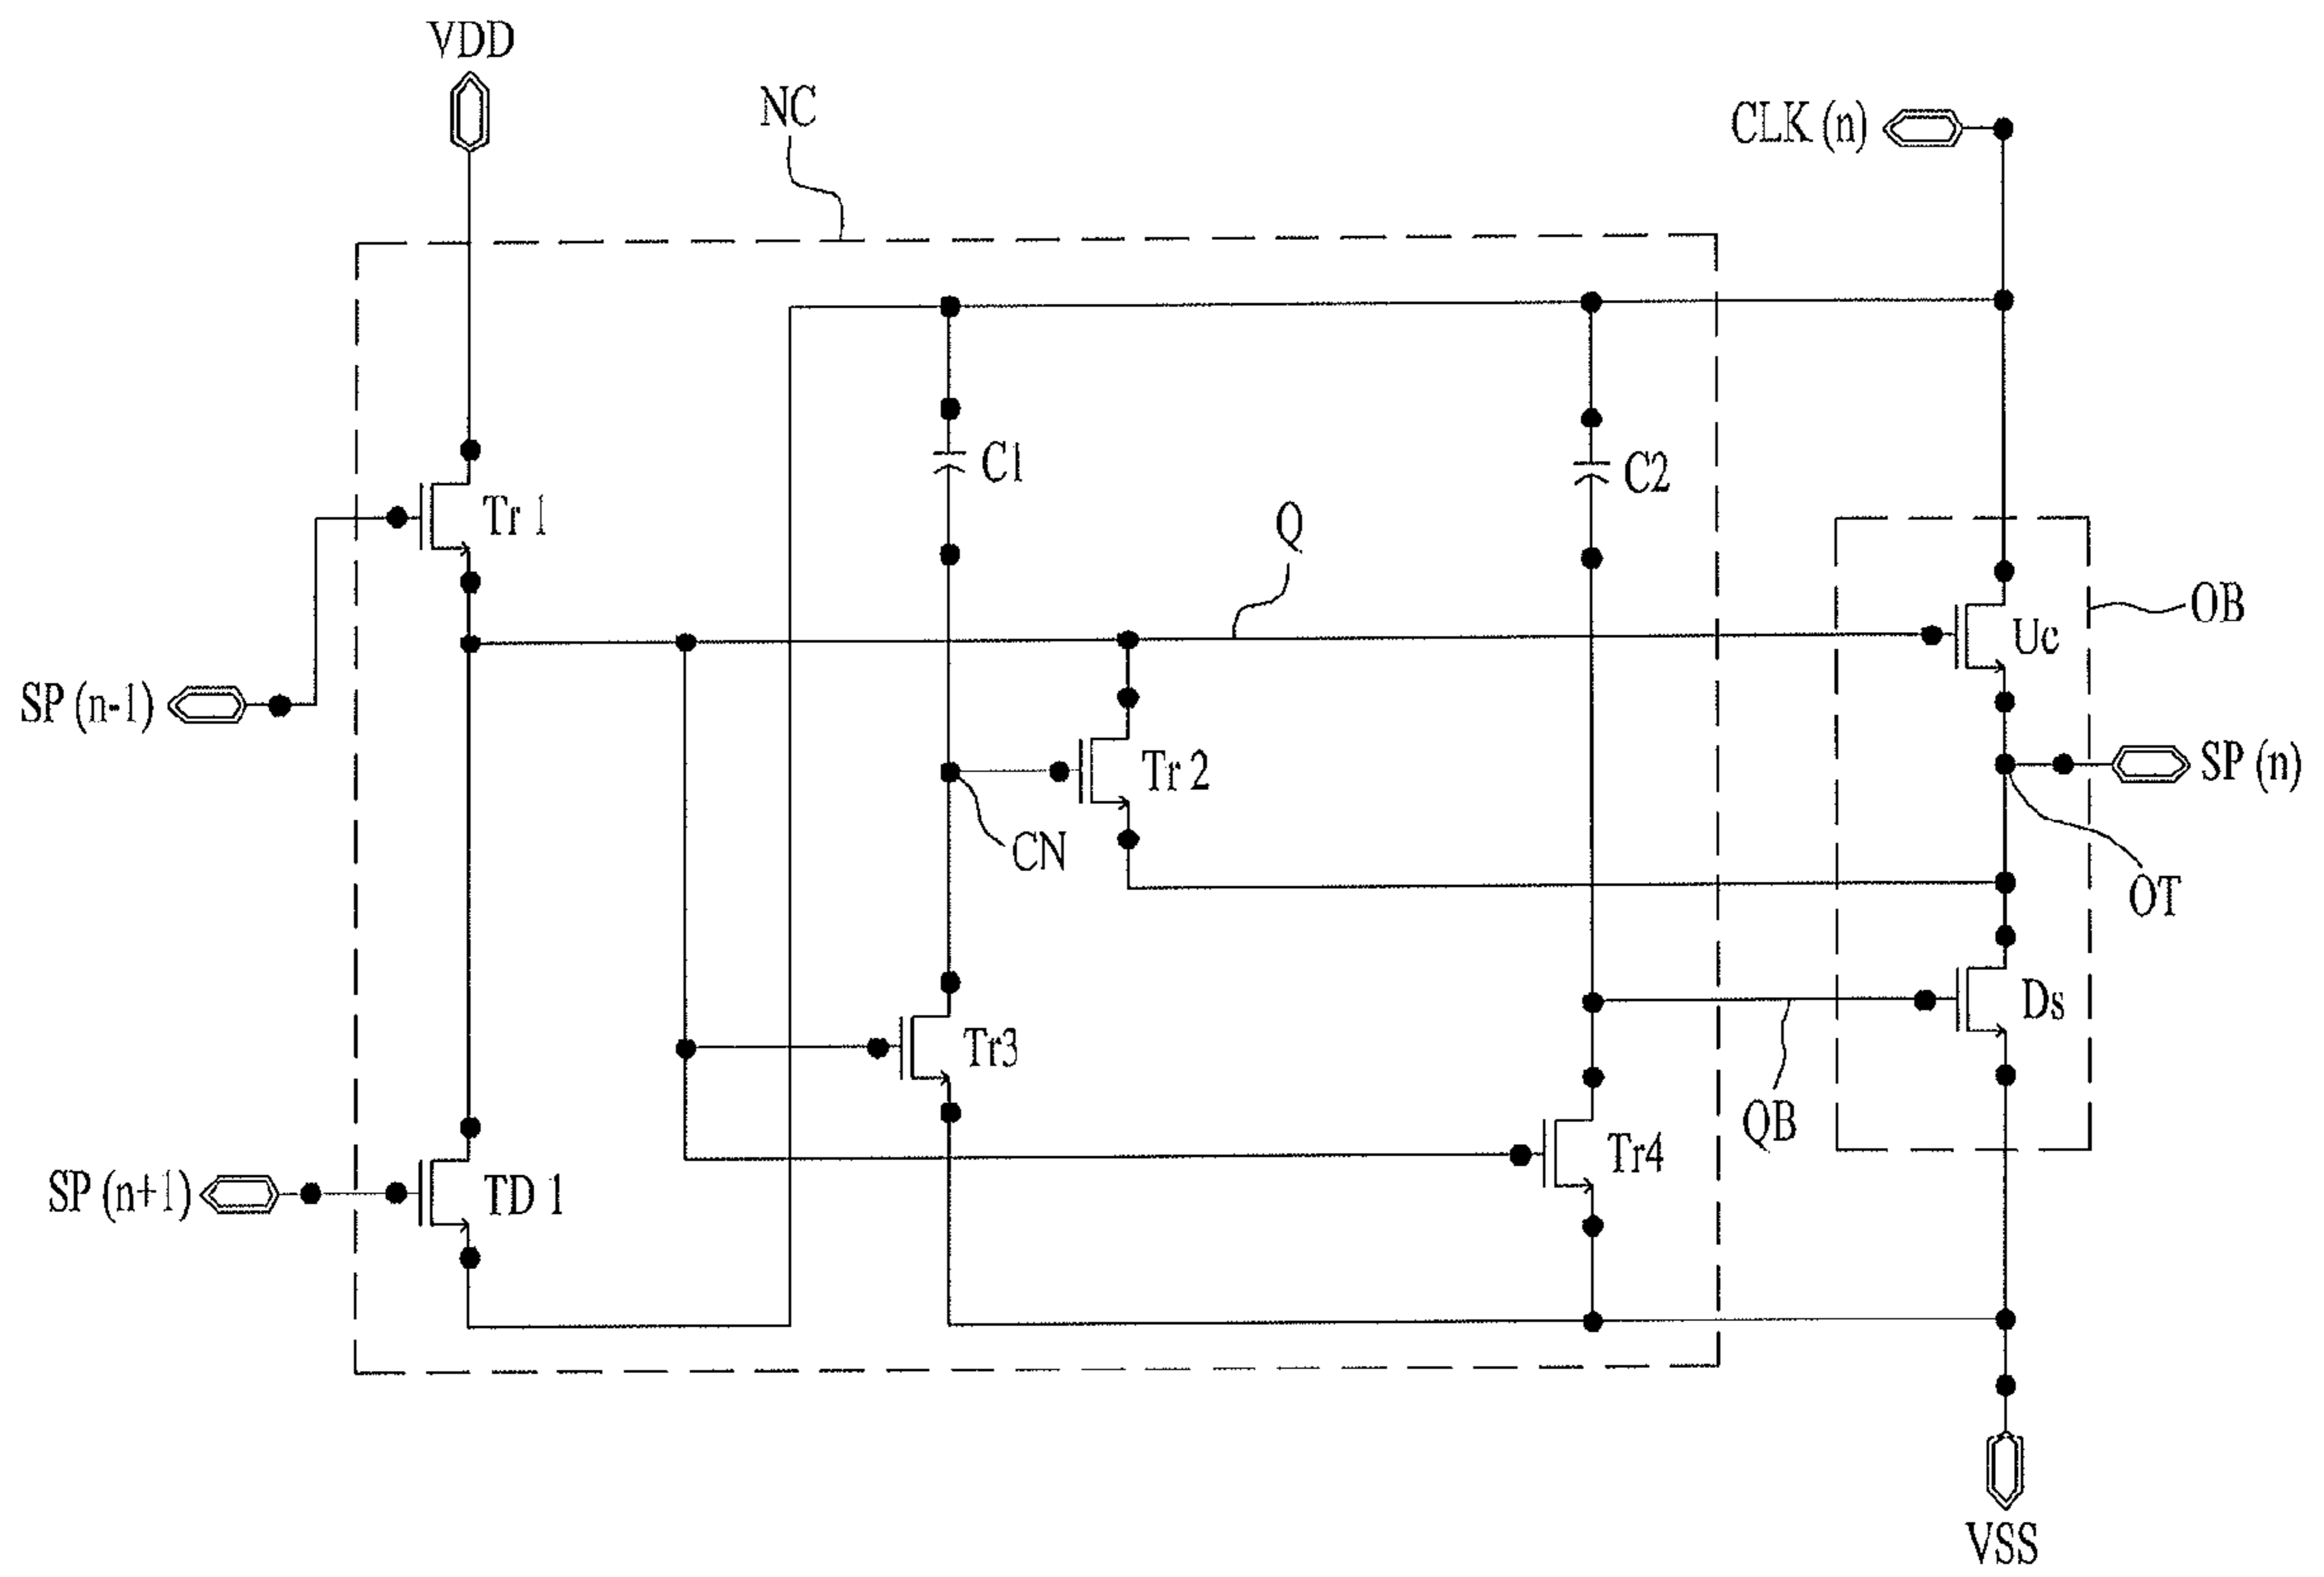 VDD
NC
CLK (n)
C1
C2
Tr 1
Q
OB
Uc
SP (n-1)
SP (n)
Tr 2
CN
OT
Ds
Tr3
QB
Tr4
SP (n+1)
TD 1
VSS